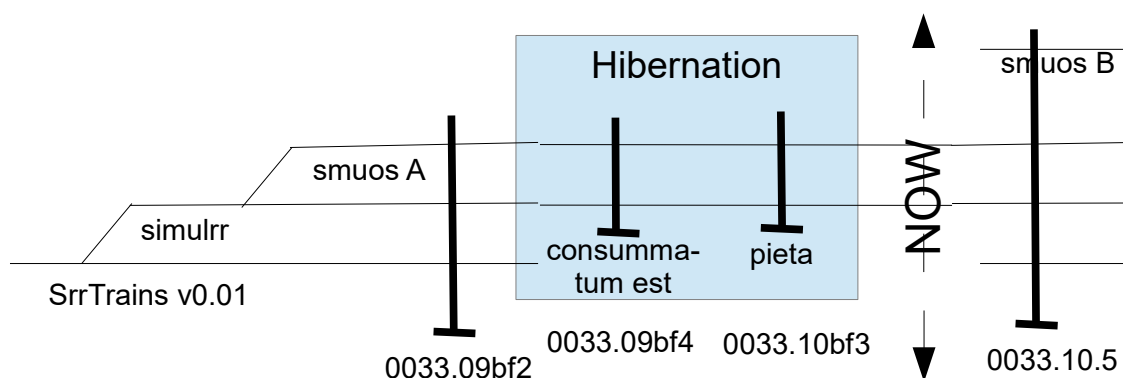 Hibernation
smuos B
smuos A
NOW
simulrr
consumma-
tum est
pieta
SrrTrains v0.01
0033.09bf2
0033.09bf4
0033.10bf3
0033.10.5